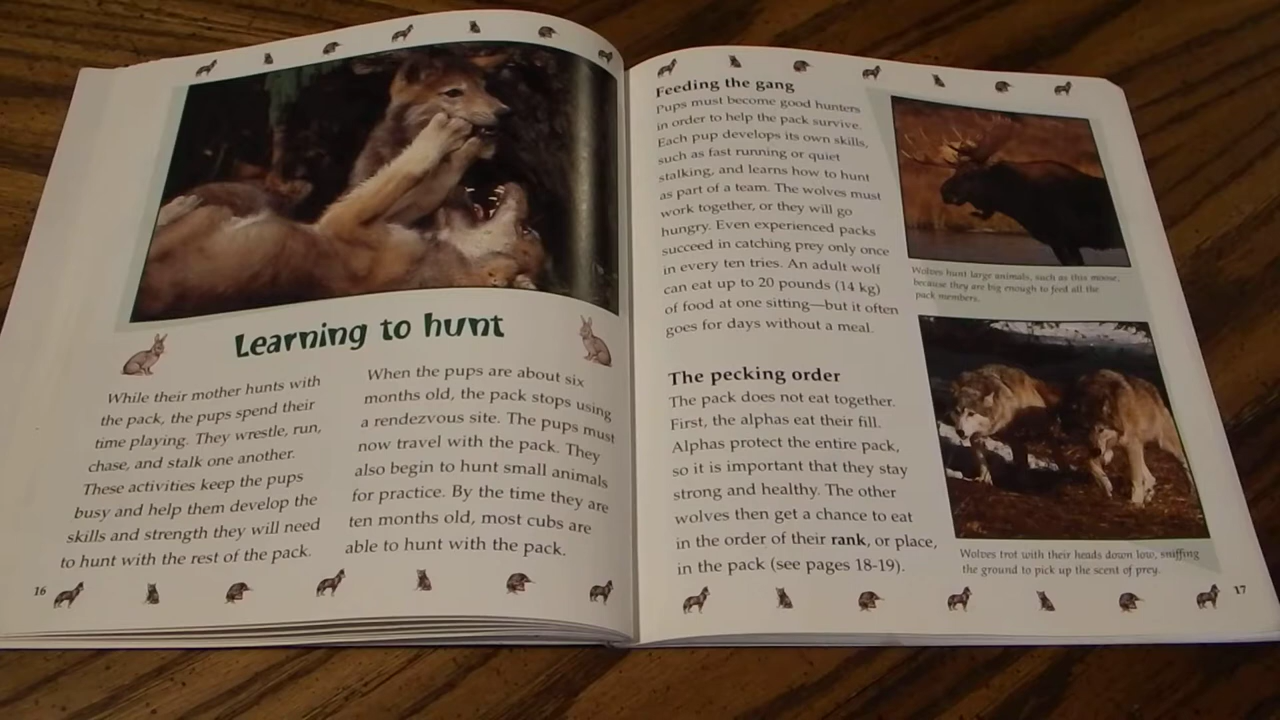 Learning to hunt
While their mother hunts with
the pack, the pups spend their
time playing. They wrestle, run,
chase, and stalk one another.
These activities keep the pups
busy and help them develop the
skills and strength they will need
to hunt with the rest of the pack.
When the pups are about six
months old, the pack stops using
a rendezvous site. The pups must
now travel with the pack. They
also begin to hunt small animals
for practice. By the time they are
ten months old, most cubs are
able to hunt with the pack.
16
Feeding the gang
Pups must become good hunters
in order to help the pack survive.
Each pup develops its own skills,
such as fast running or quiet
stalking, and learns how to hunt
as part of a team. The wolves must
work together, or they will go
hungry. Even experienced packs
succeed in catching prey only once
in every ten tries. An adult wolf
can eat up to 20 pounds (14 kg)
of food at one sitting—but it often
goes for days without a meal.
The pecking order
The pack does not eat together.
First, the alphas eat their fill.
Alphas protect the entire pack,
so it is important that they stay
strong and healthy. The other
wolves then get a chance to eat
in the order of their rank, or place,
in the pack (see pages 18-19).
Wolves hunt large animals, such as this moose,
because they are big enough to feed all the
pack members.
Wolves trot with their heads down low, sniffing
the ground to pick up the scent of prey.
17